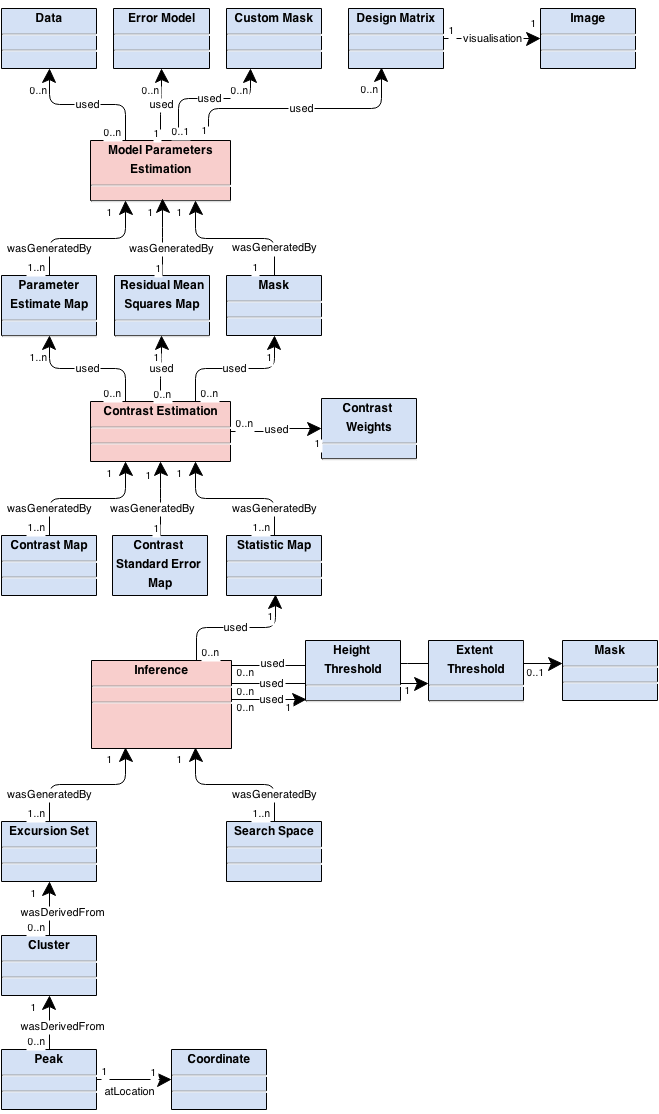 Data
Error Model
Custom Mask
Design Matrix
Image
1
visualisation
1
0..n
used
0..n
0..n
used
1
0..n
used
0..1
0..n
used
1
Model Parameters
Estimation
1
1
1
wasGeneratedBy
wasGeneratedBy
wasGeneratedBy
1..n
1
1
Parameter
Estimate Map
Residual Mean
Squares Map
Mask
1..n
1
1
used
used
used
0..n
0..n
0..n
Contrast Estimation
0..n
used
1
Contrast
Weights
1
1
1
wasGeneratedBy
wasGeneratedBy
wasGeneratedBy
1..n
1
1..n
Contrast Map
Contrast
Standard Error
Map
Statistic Map
1
used
0..n
Inference
used
0..n
used
0..n
used
0..n
1
Height
Threshold
1
Extent
Threshold
0..1
Mask
1
1
wasGeneratedBy
wasGeneratedBy
1..n
1..n
Excursion Set
Search Space
1
wasDerivedFrom
0..n
Cluster
1
wasDerivedFrom
0..n
Peak
1
atLocation
1
Coordinate